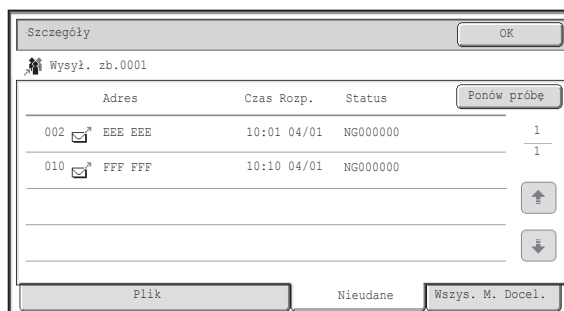 Szczegóły OK
Wysył. zb.0001
Adres Czas Rozp. Status Ponów próbę
002 EEE EEE 10:01 04/01 NG000000 1
1
010 FFF FFF 10:10 04/01 NG000000
Plik Nieudane Wszys. M. Docel.